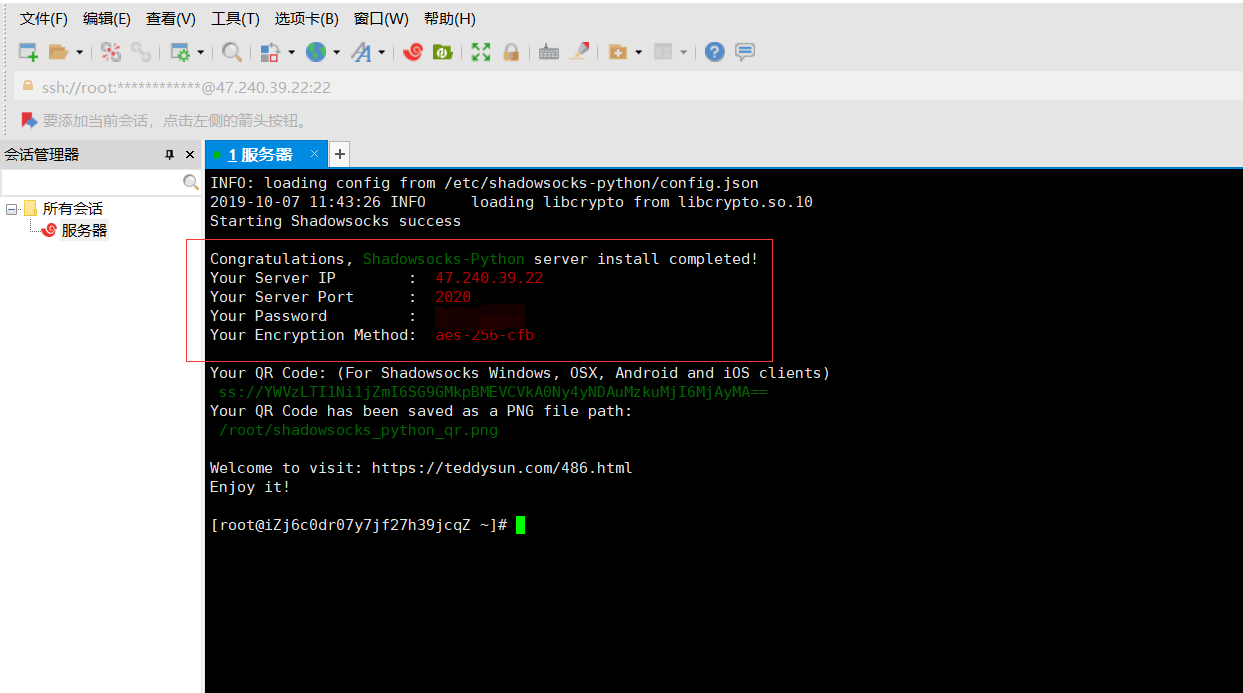 文件(F) 编辑(E) 查看(V) 工具(T) 选项卡(B) 窗口(W) 帮助(H)
ssh://root:************@47.240.39.22:22
要添加当前会话，点击左侧的箭头按钮。
会话管理器
1 服务器
所有会话
服务器
INFO: loading config from /etc/shadowsocks-python/config.json
2019-10-07 11:43:26 INFO     loading libcrypto from libcrypto.so.10
Starting Shadowsocks success
Congratulations, Shadowsocks-Python server install completed!
Your Server IP        :  47.240.39.22
Your Server Port      :  2020
Your Password         :
Your Encryption Method:  aes-256-cfb
Your QR Code: (For Shadowsocks Windows, OSX, Android and iOS clients)
ss://YWVzLTI1Ni1jZmI6SG9GMkpBMEVCVkA0Ny4yNDAuMzkuMjI6MjAyMA==
Your QR Code has been saved as a PNG file path:
/root/shadowsocks_python_qr.png
Welcome to visit: https://teddysun.com/486.html
Enjoy it!
[root@iZj6c0dr07y7jf27h39jcqZ ~]#